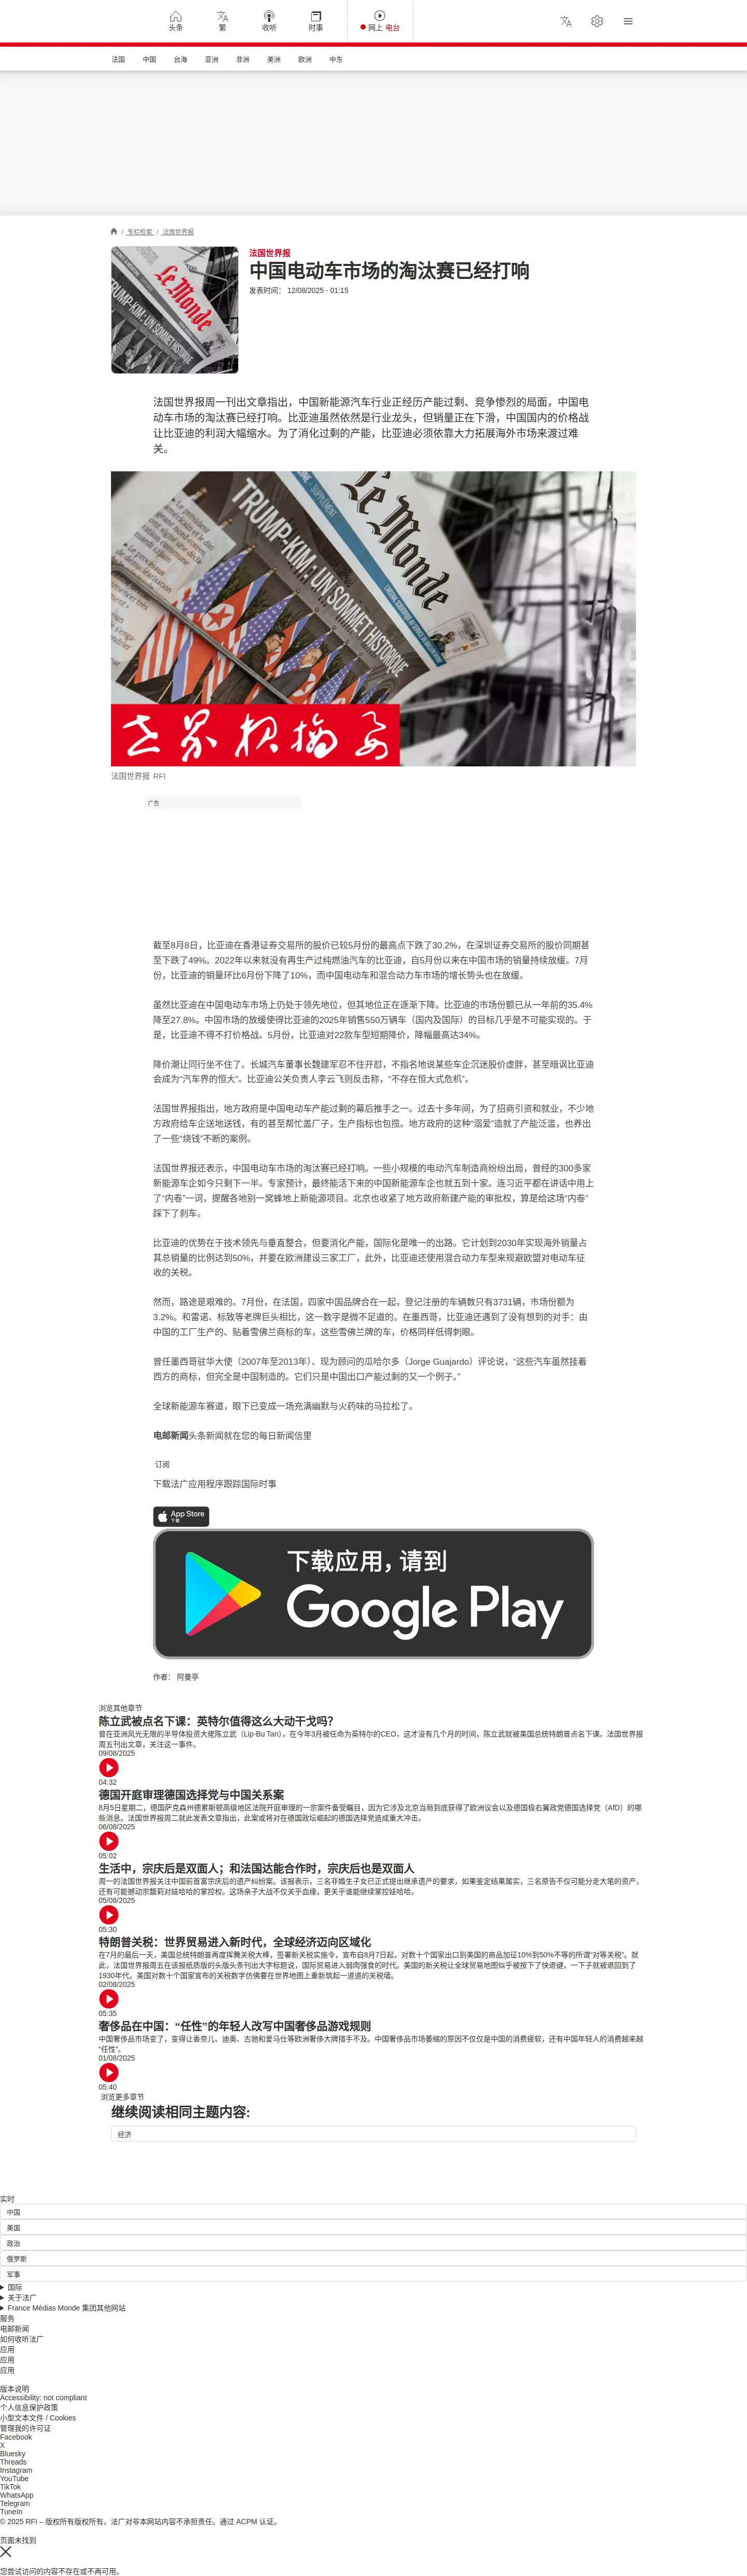 头条
繁
收听
时事
网上 电台
法国 中国 台海 亚洲 非洲 美洲 欧洲 中东
/ 专栏检索 / 法国世界报
Le Monde
TRUMP-KIM : UN SOMMET HISTORIQUE
法国世界报
中国电动车市场的淘汰赛已经打响
发表时间： 12/08/2025 - 01:15
法国世界报周一刊出文章指出，中国新能源汽车行业正经历产能过剩、竞争惨烈的局面，中国电
动车市场的淘汰赛已经打响。比亚迪虽然依然是行业龙头，但销量正在下滑，中国国内的价格战
让比亚迪的利润大幅缩水。为了消化过剩的产能，比亚迪必须依靠大力拓展海外市场来渡过难
关。
Le Monde
TRUMP-KIM : UN SOMMET HISTORIQUE
世界报摘要
法国世界报 RFI
广告
截至8月8日，比亚迪在香港证券交易所的股价已较5月份的最高点下跌了30.2%，在深圳证券交易所的股价同期甚
至下跌了49%。2022年以来就没有再生产过纯燃油汽车的比亚迪，自5月份以来在中国市场的销量持续放缓。7月
份，比亚迪的销量环比6月份下降了10%，而中国电动车和混合动力车市场的增长势头也在放缓。
虽然比亚迪在中国电动车市场上仍处于领先地位，但其地位正在逐渐下降。比亚迪的市场份额已从一年前的35.4%
降至27.8%。中国市场的放缓使得比亚迪的2025年销售550万辆车（国内及国际）的目标几乎是不可能实现的。于
是，比亚迪不得不打价格战。5月份，比亚迪对22款车型短期降价，降幅最高达34%。
降价潮让同行坐不住了。长城汽车董事长魏建军忍不住开怼，不指名地说某些车企沉迷股价虚胖，甚至暗讽比亚迪
会成为“汽车界的恒大”。比亚迪公关负责人李云飞则反击称，“不存在恒大式危机”。
法国世界报指出，地方政府是中国电动车产能过剩的幕后推手之一。过去十多年间，为了招商引资和就业，不少地
方政府给车企送地送钱，有的甚至帮忙盖厂子，生产指标也包揽。地方政府的这种“溺爱”造就了产能泛滥，也养出
了一些“烧钱”不断的案例。
法国世界报还表示，中国电动车市场的淘汰赛已经打响。一些小规模的电动汽车制造商纷纷出局，曾经的300多家
新能源车企如今只剩下一半。专家预计，最终能活下来的中国新能源车企也就五到十家。连习近平都在讲话中用上
了“内卷”一词，提醒各地别一窝蜂地上新能源项目。北京也收紧了地方政府新建产能的审批权，算是给这场“内卷”
踩下了刹车。
比亚迪的优势在于技术领先与垂直整合，但要消化产能，国际化是唯一的出路。它计划到2030年实现海外销量占
其总销量的比例达到50%，并要在欧洲建设三家工厂，此外，比亚迪还使用混合动力车型来规避欧盟对电动车征
收的关税。
然而，路途是艰难的。7月份，在法国，四家中国品牌合在一起，登记注册的车辆数只有3731辆，市场份额为
3.2%。和雷诺、标致等老牌巨头相比，这一数字是微不足道的。在墨西哥，比亚迪还遇到了没有想到的对手：由
中国的工厂生产的、贴着雪佛兰商标的车，这些雪佛兰牌的车，价格同样低得刺眼。
曾任墨西哥驻华大使（2007年至2013年）、现为顾问的瓜哈尔多（Jorge Guajardo）评论说，“这些汽车虽然挂着
西方的商标，但完全是中国制造的。它们只是中国出口产能过剩的又一个例子。”
全球新能源车赛道，眼下已变成一场充满幽默与火药味的马拉松了。
电邮新闻头条新闻就在您的每日新闻信里
订阅
下载法广应用程序跟踪国际时事
App Store
下载
下载应用，请到
Google Play
作者： 阿曼亭
浏览其他章节
陈立武被点名下课：英特尔值得这么大动干戈吗？
曾在亚洲风光无限的半导体投资大佬陈立武（Lip-Bu Tan），在今年3月被任命为英特尔的CEO，这才没有几个月的时间，陈立武就被美国总统特朗普点名下课。法国世界报
周五刊出文章，关注这一事件。
09/08/2025
04:32
德国开庭审理德国选择党与中国关系案
8月5日星期二，德国萨克森州德累斯顿高级地区法院开庭审理的一宗案件备受瞩目，因为它涉及北京当局到底获得了欧洲议会以及德国极右翼政党德国选择党（AfD）的哪
些消息。法国世界报周二就此发表文章指出，此案或将对在德国政坛崛起的德国选择党造成重大冲击。
06/08/2025
05:02
生活中，宗庆后是双面人；和法国达能合作时，宗庆后也是双面人
周一的法国世界报关注中国前首富宗庆后的遗产纠纷案。该报表示，三名非婚生子女已正式提出继承遗产的要求，如果鉴定结果属实，三名原告不仅可能分走大笔的资产，
还有可能撼动宗馥莉对娃哈哈的掌控权。这场亲子大战不仅关乎血缘，更关乎谁能继续掌控娃哈哈。
05/08/2025
05:30
特朗普关税：世界贸易进入新时代，全球经济迈向区域化
在7月的最后一天，美国总统特朗普再度挥舞关税大棒，签署新关税实施令，宣布自8月7日起，对数十个国家出口到美国的商品加征10%到50%不等的所谓“对等关税”。就
此，法国世界报周五在该报纸质版的头版头条刊出大字标题说，国际贸易进入弱肉强食的时代。美国的新关税让全球贸易地图似乎被按下了快退键，一下子就被退回到了
1930年代。美国对数十个国家宣布的关税数字仿佛要在世界地图上重新筑起一道道的关税墙。
02/08/2025
05:35
奢侈品在中国：“任性”的年轻人改写中国奢侈品游戏规则
中国奢侈品市场变了，变得让香奈儿、迪奥、古驰和爱马仕等欧洲奢侈大牌措手不及。中国奢侈品市场萎缩的原因不仅仅是中国的消费疲软，还有中国年轻人的消费越来越
“任性”。
01/08/2025
05:40
浏览更多章节
继续阅读相同主题内容:
经济
实时
中国
美国
政治
俄罗斯
军事
国际
关于法广
France Médias Monde 集团其他网站
服务
电邮新闻
如何收听法广
应用
应用
应用
版本说明
Accessibility: not compliant
个人信息保护政策
小型文本文件 / Cookies
管理我的许可证
Facebook
X
Bluesky
Threads
Instagram
YouTube
TikTok
WhatsApp
Telegram
TuneIn
© 2025 RFI – 版权所有版权所有。法广对非本网站内容不承担责任。通过 ACPM 认证。
页面未找到
您尝试访问的内容不存在或不再可用。